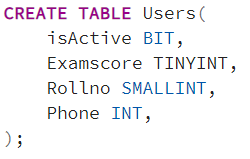 CREATE TABLE Users(
    isActive BIT,
    Examscore TINYINT,
    Rollno SMALLINT,
    Phone INT,
);